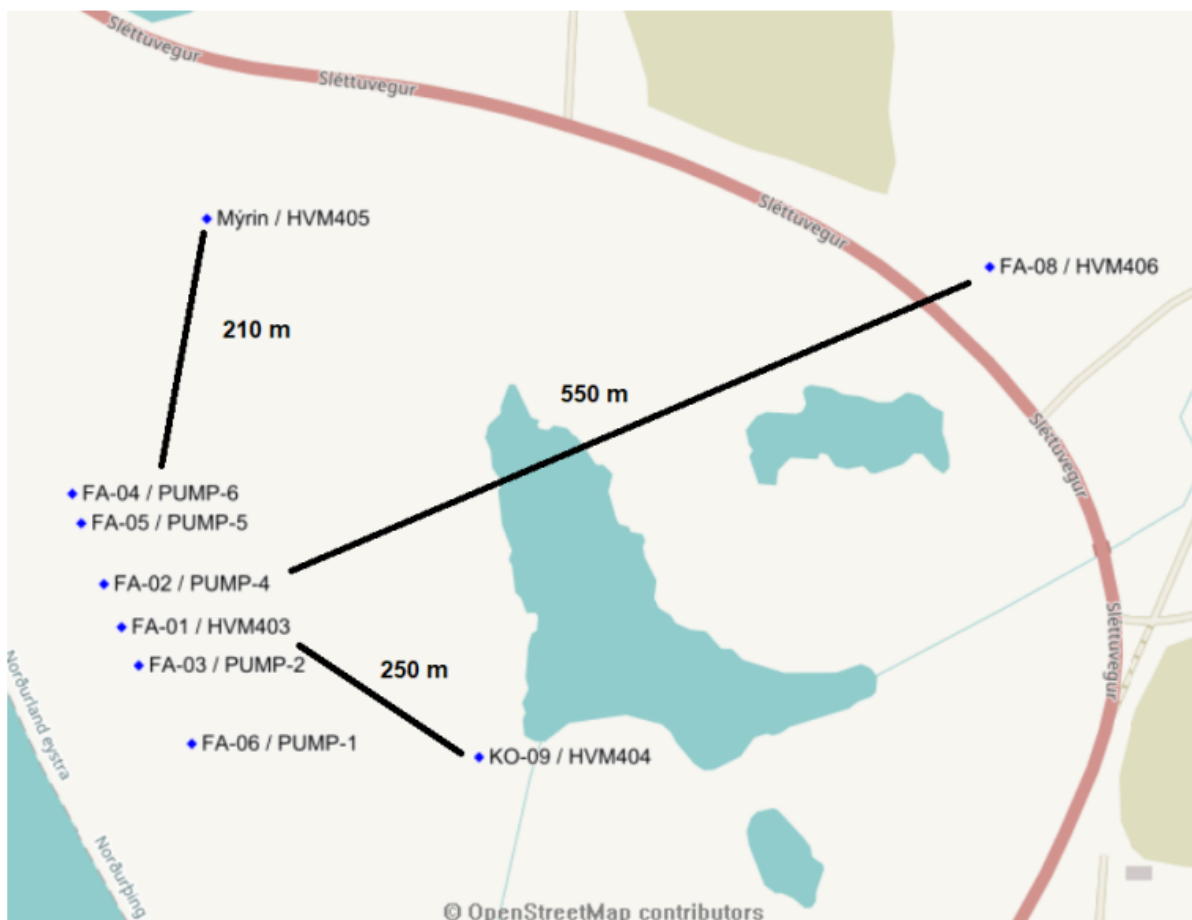 Sléttuvegur
Sléttuvegur
Sléttuvegur
Mýrin / HVM405
FA-08 / HVM406
210 m
550 m
Sléttuvegur
FA-04 / PUMP-6
FA-05 / PUMP-5
FA-02 / PUMP-4
FA-01 / HVM403
Sléttuvegur
FA-03 / PUMP-2
250 m
Norðurland eystra
FA-06 / PUMP-1
KO-09 / HVM404
Norðurþing
© OpenStreetMap contributors